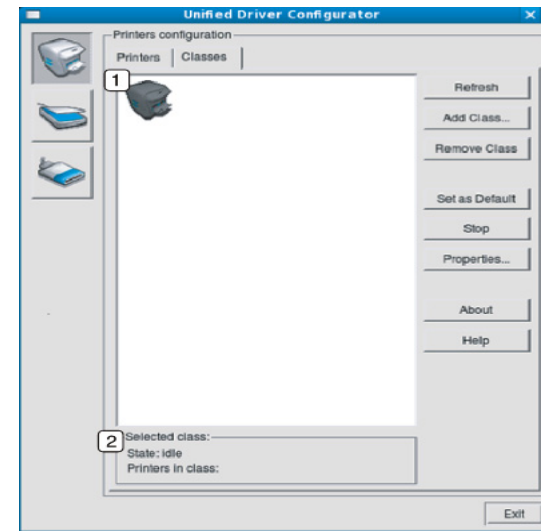 Unified Driver Configurator
Printers configuration
Printers Classes
1
Refresh
Add Class...
Remove Class
Set as Default
Stop
Properties...
About
Help
2 Selected class:
State: idle
Printers in class:
Exit